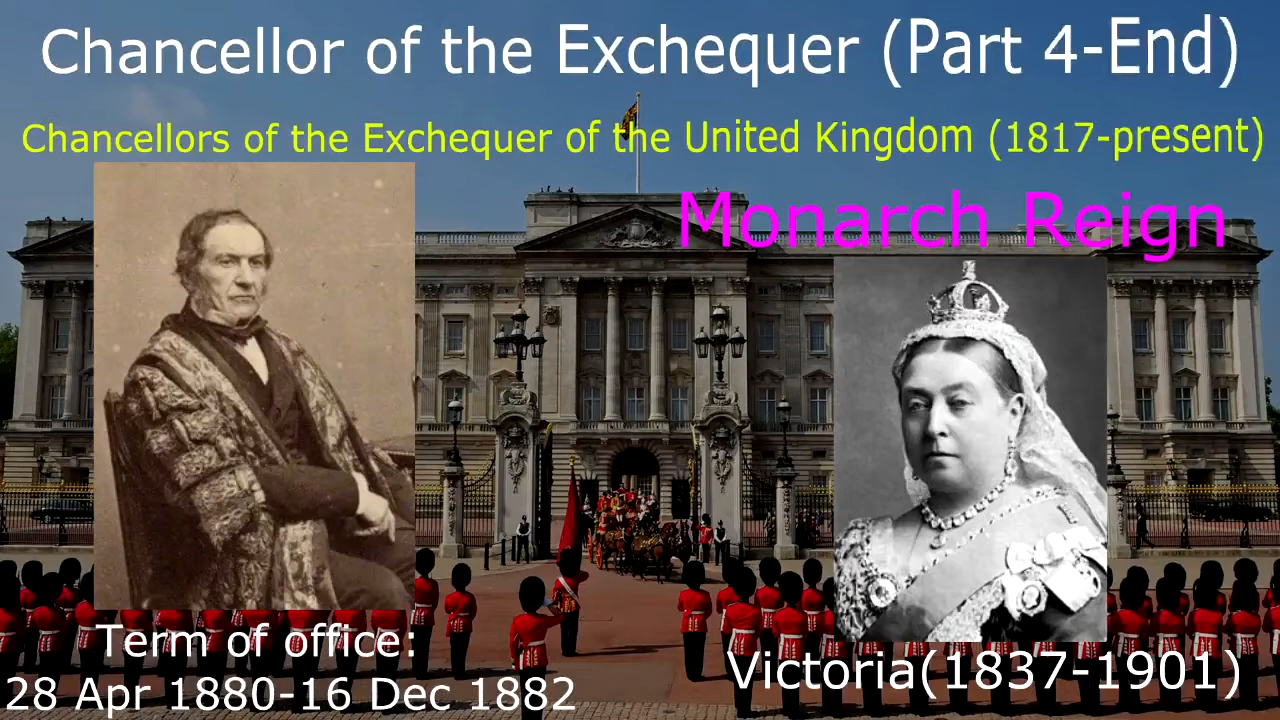 Chancellor of the Exchequer (Part 4-End)
Chancellors of the Exchequer of the United Kingdom (1817-present)
Monarch Reign
Term of office:
28 Apr 1880-16 Dec 1882
Victoria(1837-1901)